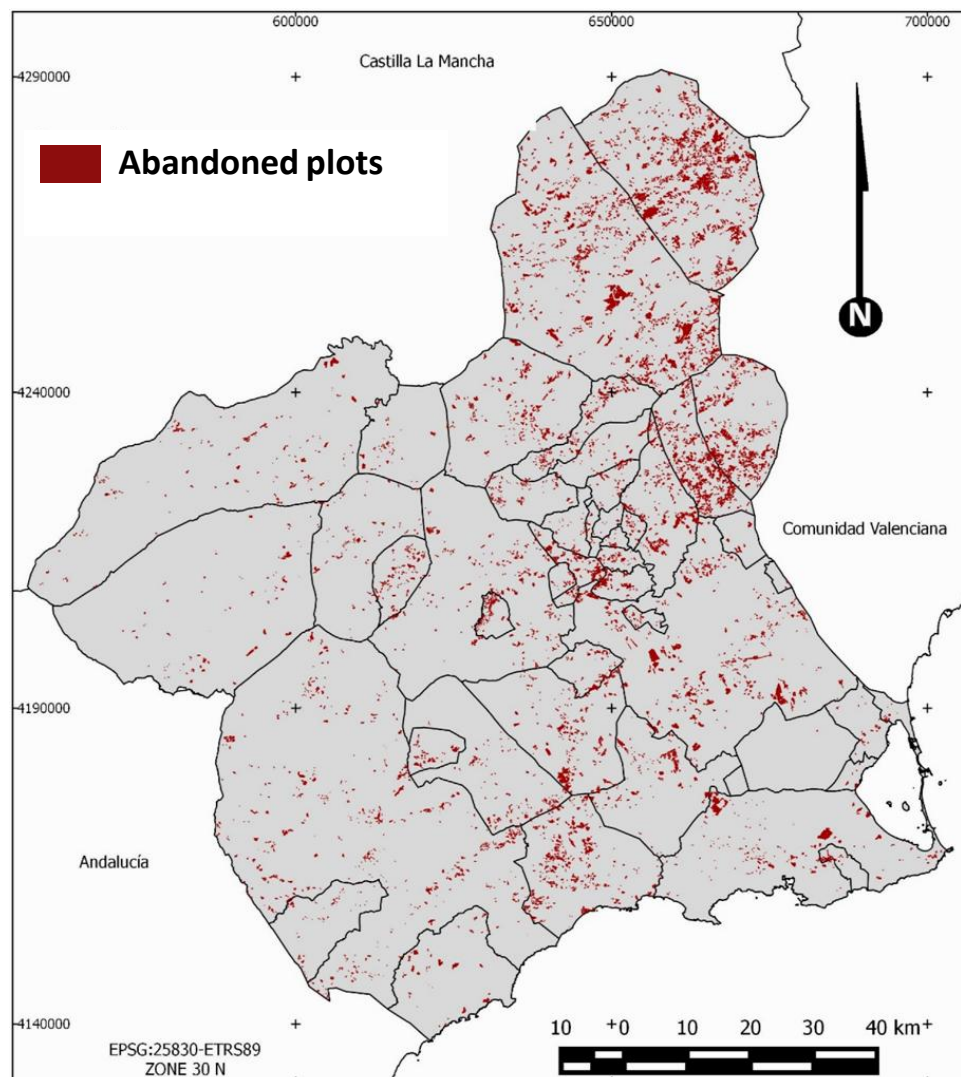 600000 650000 700000
Castilla La Mancha
4290000
Abandoned plots
N
4240000
Comunidad Valenciana
4190000
Andalucía
4140000
10 0 10 20 30 40 km
EPSG:25830-ETRS89
ZONE 30 N